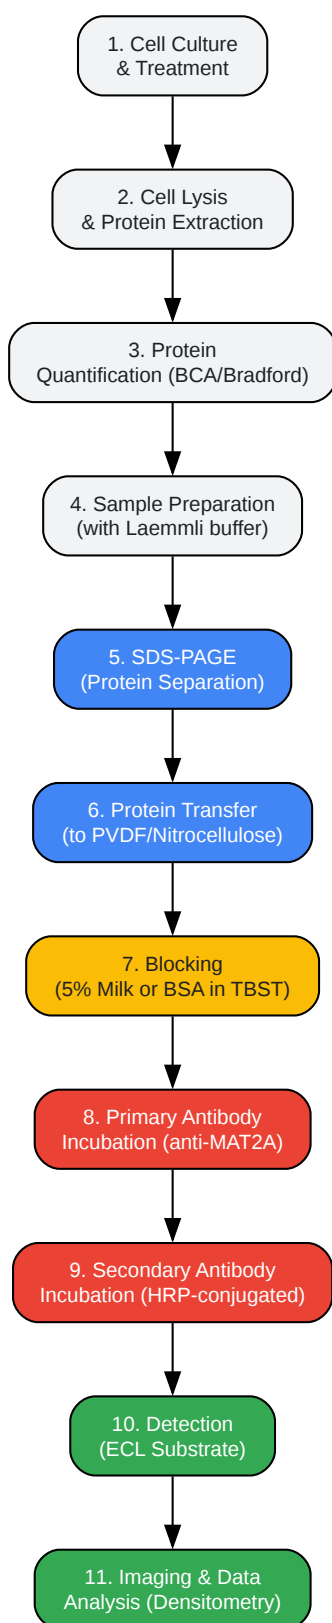 1. Cell Culture
& Treatment
2. Cell Lysis
& Protein Extraction
3. Protein
Quantification (BCA/Bradford)
4. Sample Preparation
(with Laemmli buffer)
5. SDS-PAGE
(Protein Separation)
6. Protein Transfer
(to PVDF/Nitrocellulose)
7. Blocking
(5% Milk or BSA in TBST)
8. Primary Antibody
Incubation (anti-MAT2A)
9. Secondary Antibody
Incubation (HRP-conjugated)
10. Detection
(ECL Substrate)
11. Imaging & Data
Analysis (Densitometry)